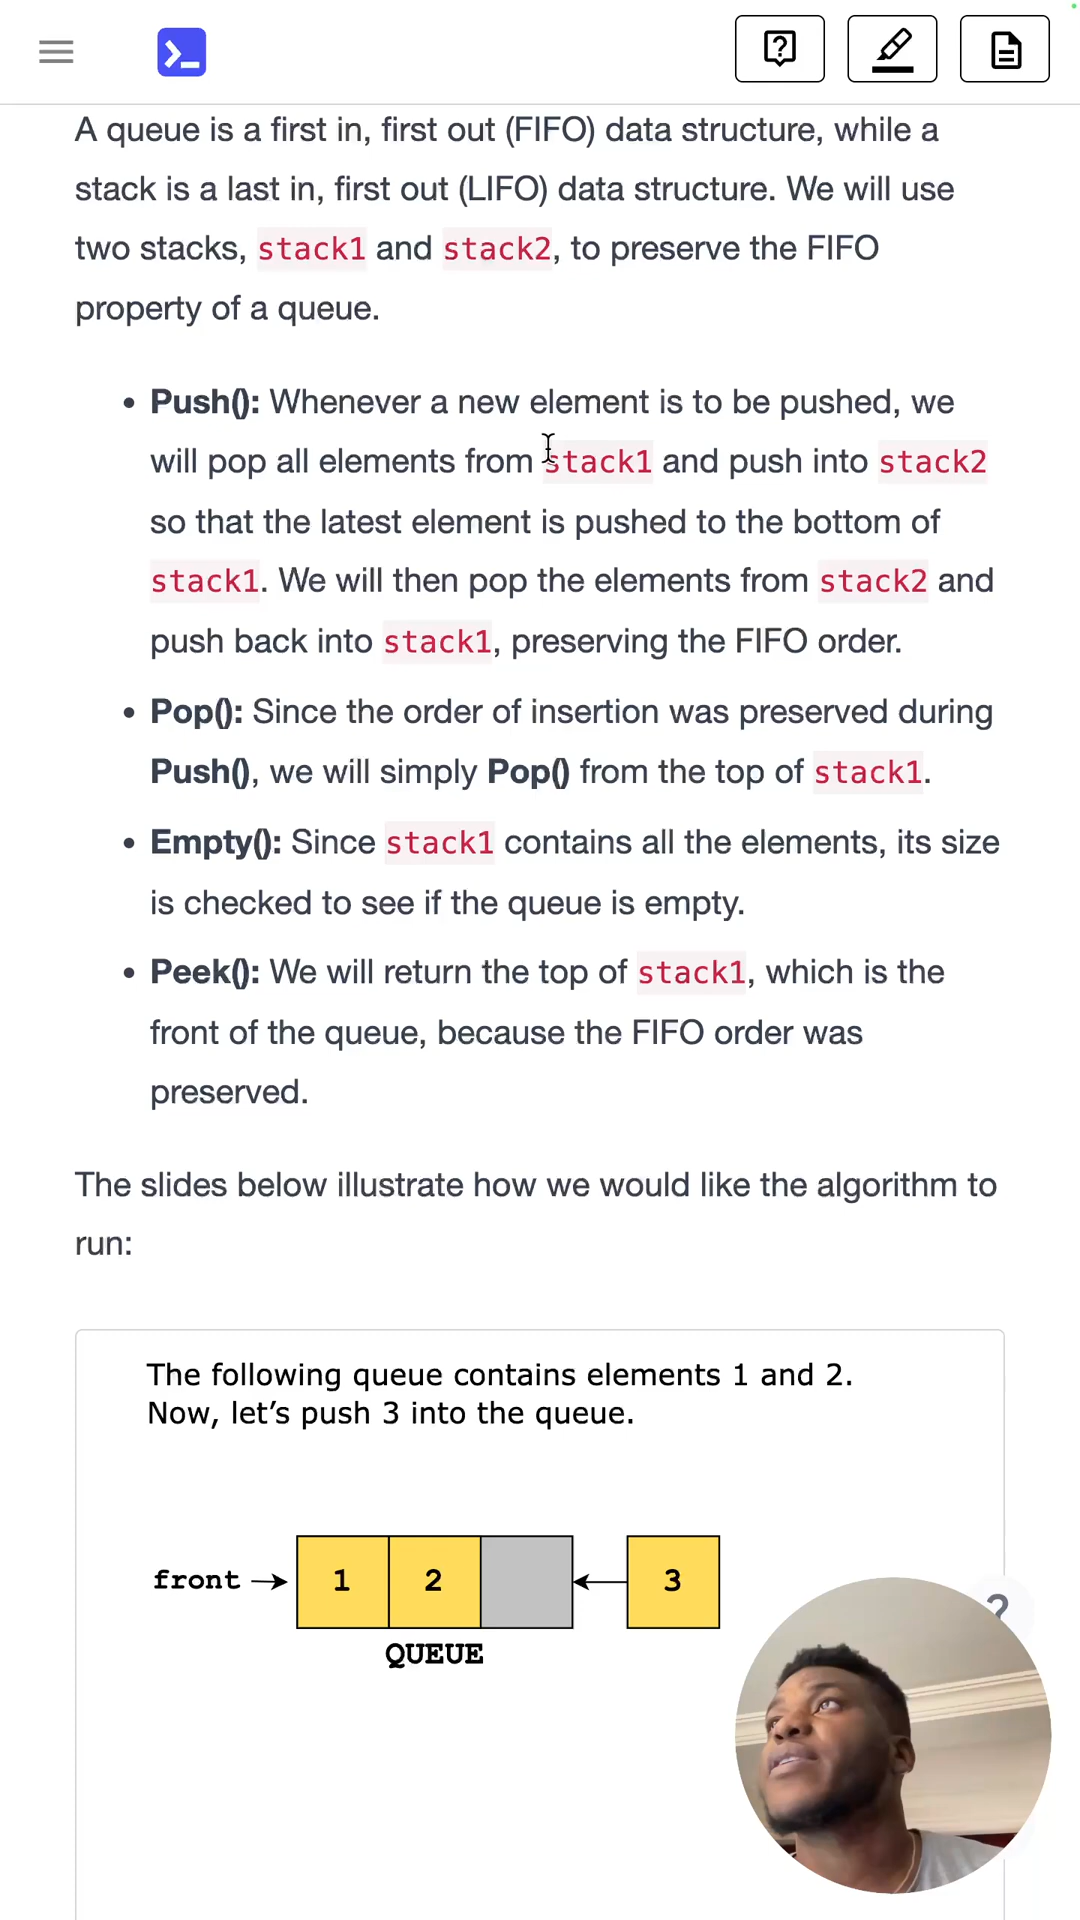 A queue is a first in, first out (FIFO) data structure, while a
stack is a last in, first out (LIFO) data structure. We will use
two stacks, stack1 and stack2, to preserve the FIFO
property of a queue.
• Push(): Whenever a new element is to be pushed, we
will pop all elements from stack1 and push into stack2
so that the latest element is pushed to the bottom of
stack1. We will then pop the elements from stack2 and
push back into stack1, preserving the FIFO order.
• Pop(): Since the order of insertion was preserved during
Push(), we will simply Pop() from the top of stack1.
• Empty(): Since stack1 contains all the elements, its size
is checked to see if the queue is empty.
• Peek(): We will return the top of stack1, which is the
front of the queue, because the FIFO order was
preserved.
The slides below illustrate how we would like the algorithm to
run:
The following queue contains elements 1 and 2.
Now, let's push 3 into the queue.
front 1 2 3
QUEUE
?